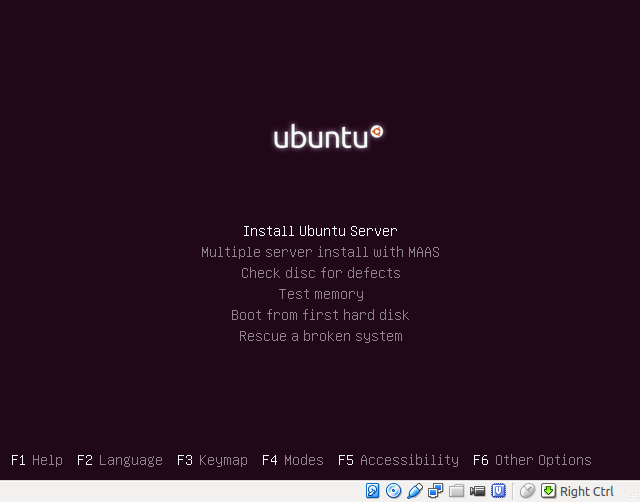 ubuntu
Install Ubuntu Server
Multiple server install with MAAS
Check disc for defects
Test memory
Boot from first hard disk
Rescue a broken system
F1 Help F2 Language F3 Keymap F4 Modes F5 Accessibility F6 Other Options
Right Ctrl